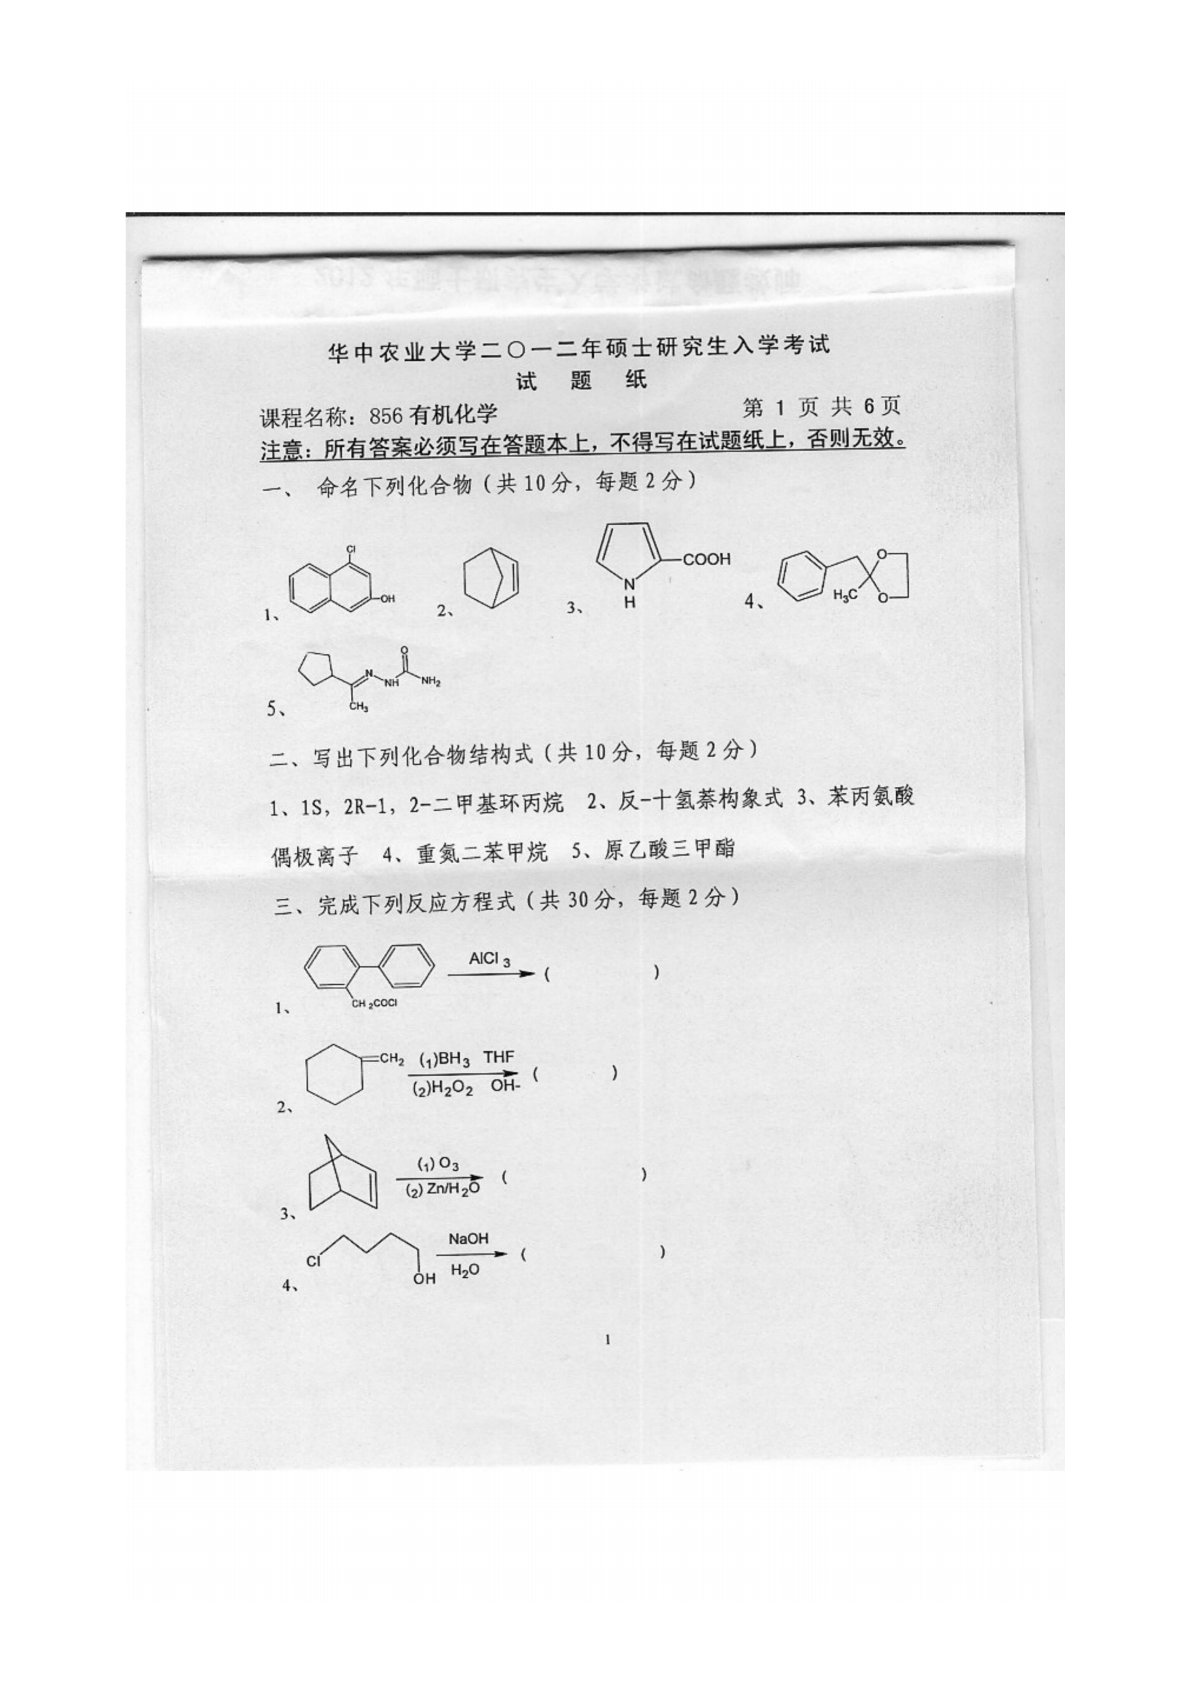 华中农业大学二〇一二年硕士研究生入学考试
试 题 纸
课程名称：856 有机化学 第 1 页 共 6 页
注意：所有答案必须写在答题本上，不得写在试题纸上，否则无效。
一、 命名下列化合物（共 10 分，每题 2 分）
1、 Cl OH 2、 3、 N H COOH 4、 O O H3C
5、 N NH O NH2 CH3
二、写出下列化合物结构式（共 10 分，每题 2 分）
1、1S，2R-1，2-二甲基环丙烷 2、反-十氢萘构象式 3、苯丙氨酸
偶极离子 4、重氮二苯甲烷 5、原乙酸三甲酯
三、完成下列反应方程式（共 30 分，每题 2 分）
1、 CH2COCl AlCl3 ( )
2、 =CH2 (1)BH3 THF (2)H2O2 OH- ( )
3、 (1) O3 (2) Zn/H2O ( )
4、 Cl OH NaOH H2O ( )
1